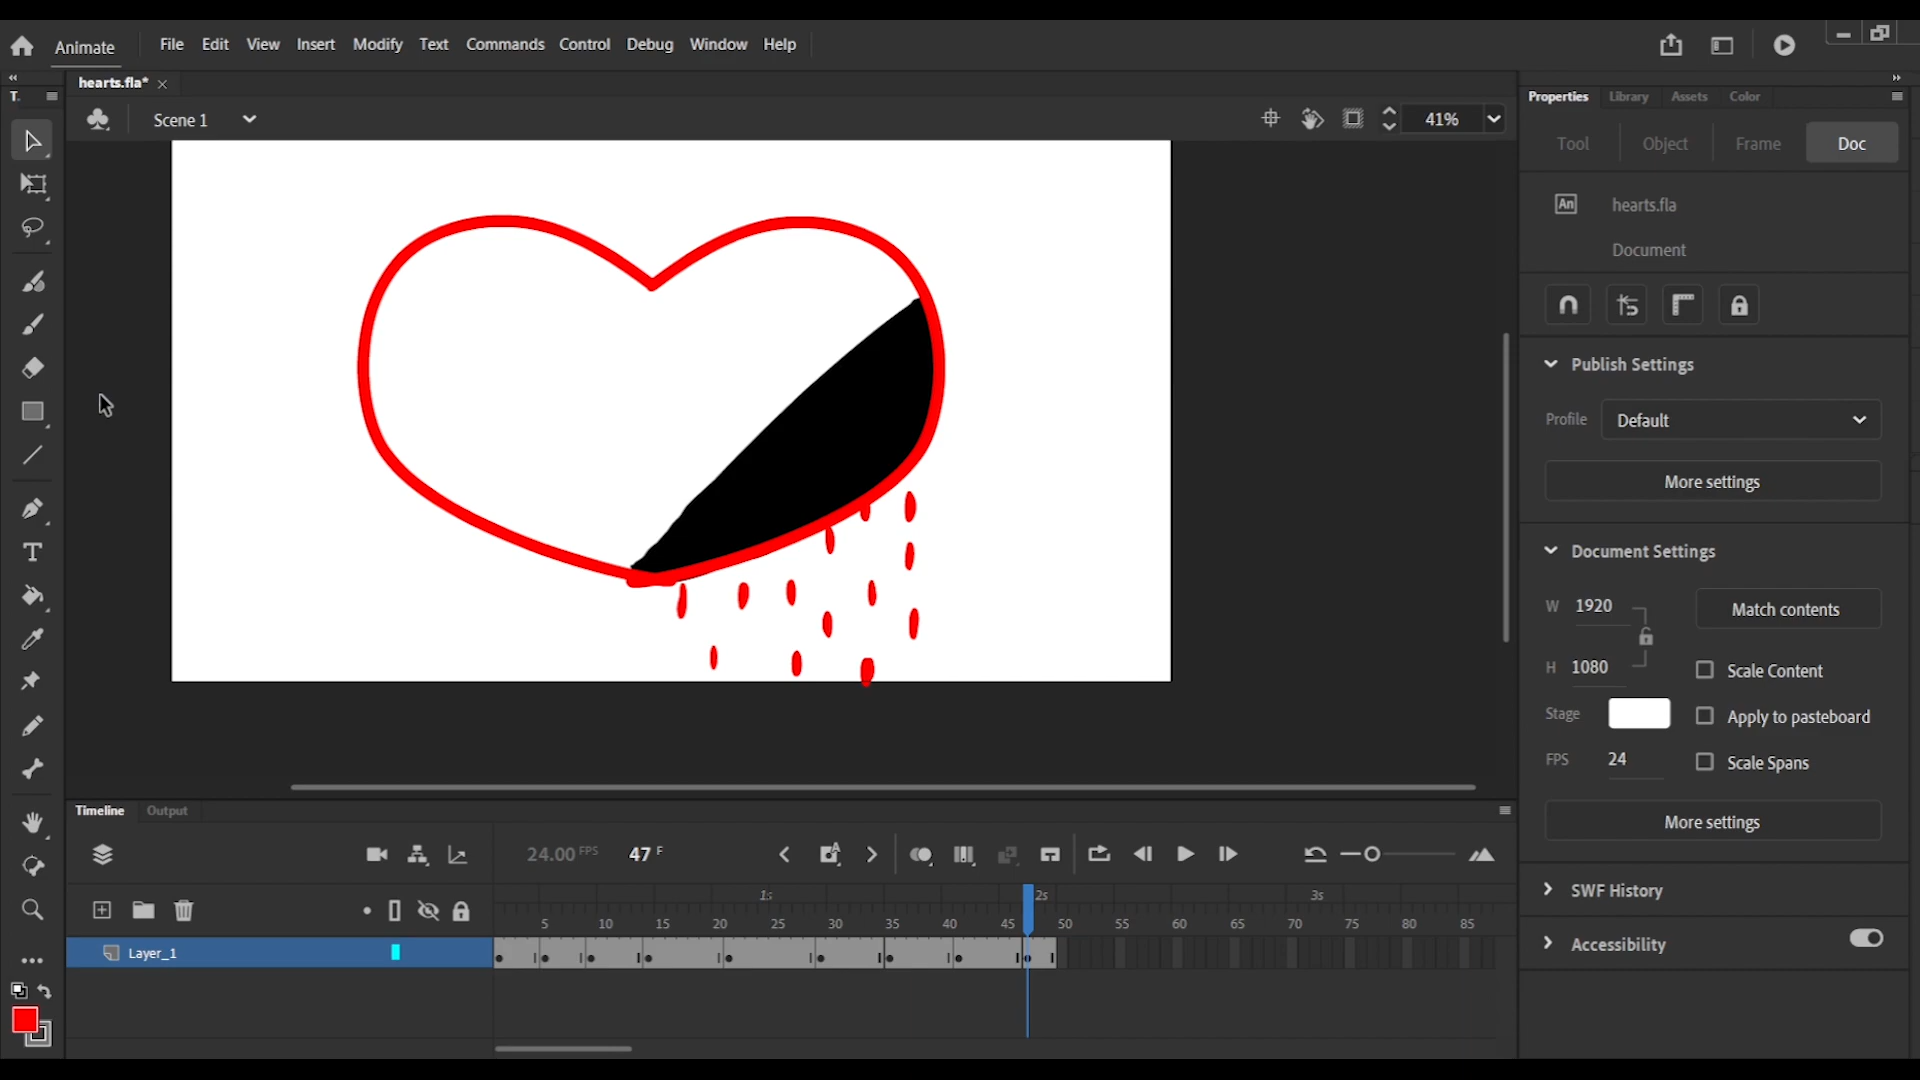 Animate File Edit View Insert Modify Text Commands Control Debug Window Help
hearts.fla*
T.
Properties Library Assets Color
Scene 1 41%
Tool Object Frame Doc
An hearts.fla
Document
Publish Settings
Profile Default
More settings
Document Settings
W 1920 Match contents
H 1080 Scale Content
Stage Apply to pasteboard
FPS 24 Scale Spans
More settings
SWF History
Accessibility
Timeline Output
24.00 FPS 47 F
1s 2s 3s
5 10 15 20 25 30 35 40 45 50 55 60 65 70 75 80 85
Layer_1